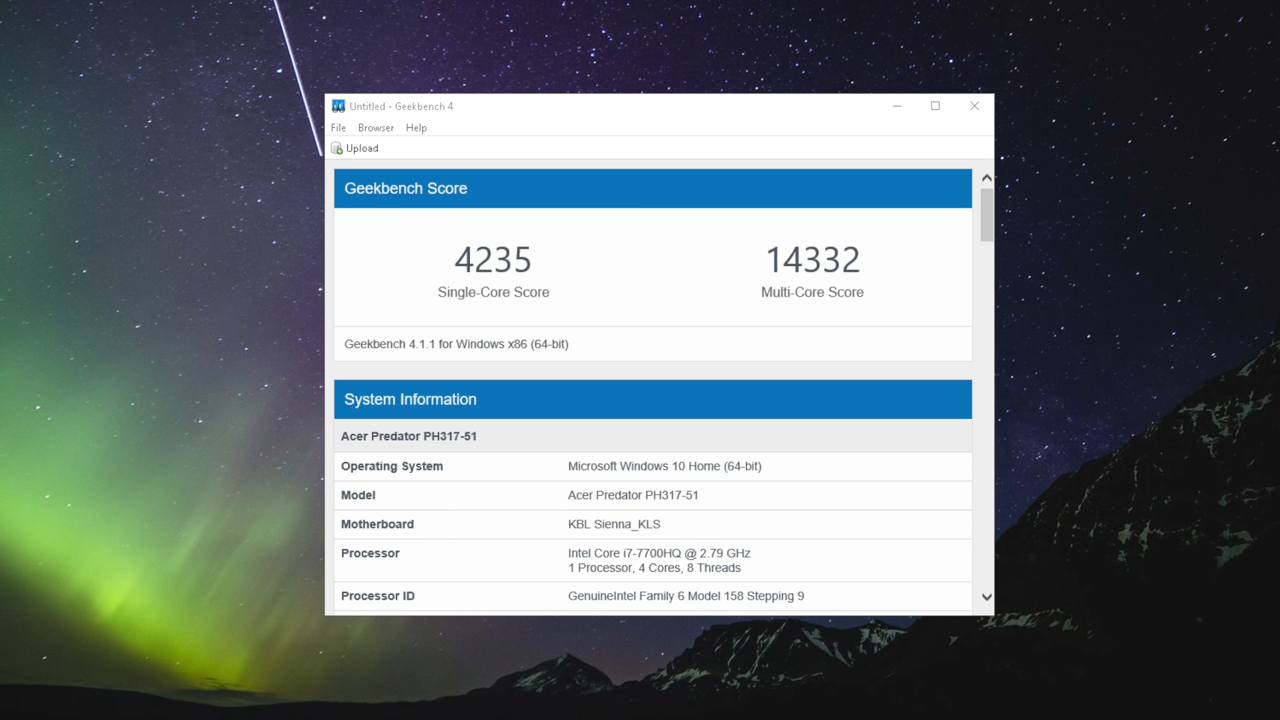 Untitled - Geekbench 4
File Browser Help
Upload
Geekbench Score
4235 14332
Single-Core Score Multi-Core Score
Geekbench 4.1.1 for Windows x86 (64-bit)
System Information
Acer Predator PH317-51
Operating System Microsoft Windows 10 Home (64-bit)
Model Acer Predator PH317-51
Motherboard KBL Sienna_KLS
Processor Intel Core i7-7700HQ @ 2.79 GHz
1 Processor, 4 Cores, 8 Threads
Processor ID GenuineIntel Family 6 Model 158 Stepping 9